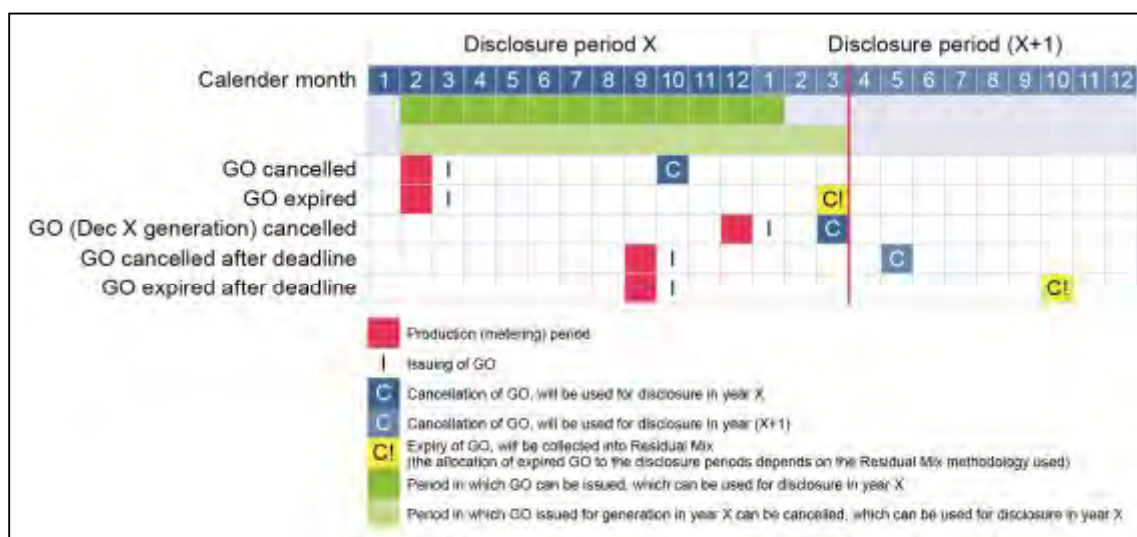 Disclosure period X Disclosure period (X+1)
Calender month 1 2 3 4 5 6 7 8 9 10 11 12 1 2 3 4 5 6 7 8 9 10 11 12
GO cancelled I C
GO expired I C!
GO (Dec X generation) cancelled I C
GO cancelled after deadline I C
GO expired after deadline I C!
Production (metering) period
I Issuing of GO
C Cancellation of GO, will be used for disclosure in year X
C Cancellation of GO, will be used for disclosure in year (X+1)
C! Expiry of GO, will be collected into Residual Mix
(the allocation of expired GO to the disclosure periods depends on the Residual Mix methodology used)
Period in which GO can be issued, which can be used for disclosure in year X
Period in which GO issued for generation in year X can be cancelled, which can be used for disclosure in year X